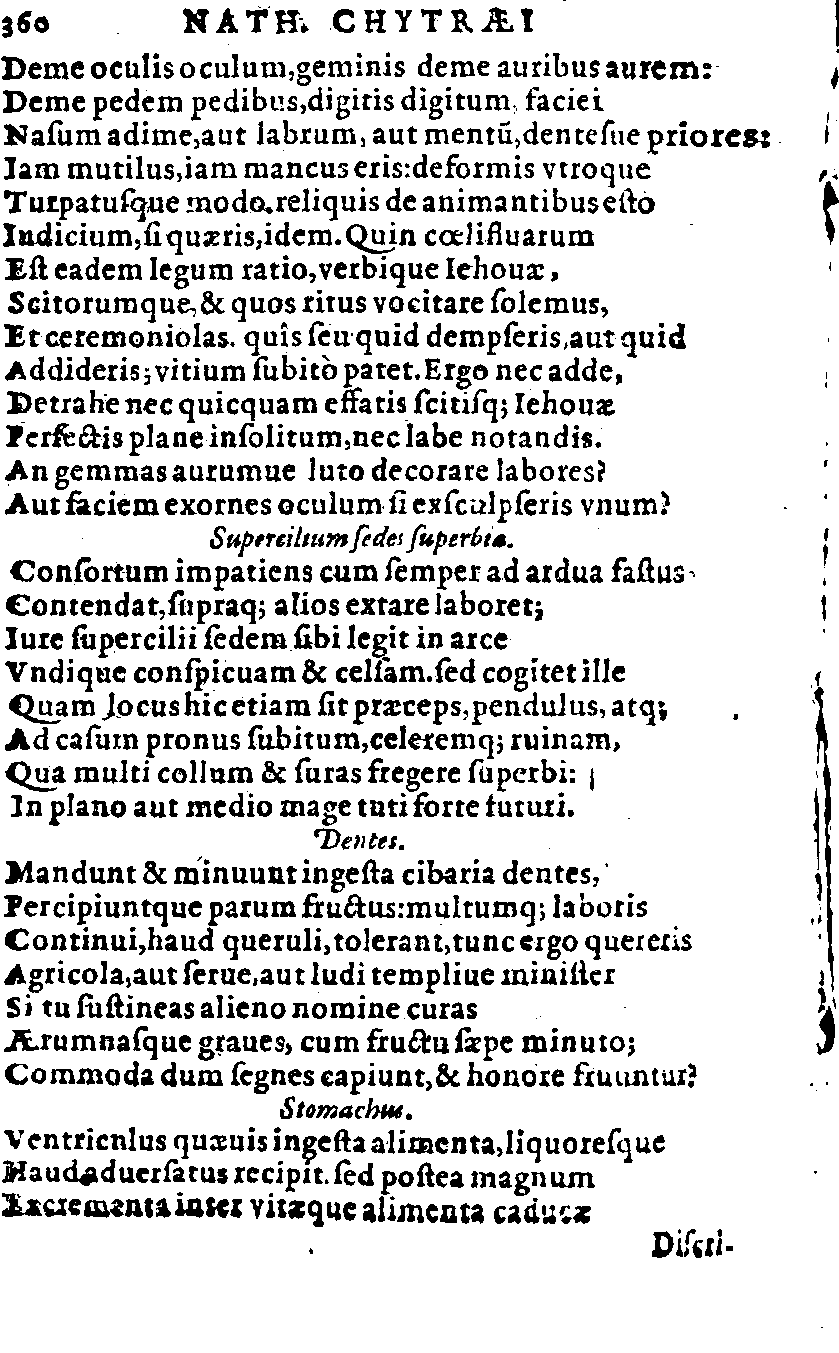 360 NATH. CHYTRÆI
Deme oculis oculum,geminis deme auribus aurem:
Deme pedem pedibus,digitis digitum, faciei
Naſum adime,aut labrum, aut mentū,denteſue priores:
Iam mutilus,iam mancus eris:deformis vtroque
Turpatuſque modo.reliquis de animantibus eſto
Indicium,ſi quæris,idem.Quin cœlifluarum
Eſt eadem legum ratio,verbique Iehouæ,
Scitorumque,& quos ritus vocitare ſolemus,
Et ceremoniolas. quîs ſeu quid dempſeris,aut quid
Addideris;vitium ſubitò patet.Ergo nec adde,
Detrahe nec quicquam effatis ſcitiſq; Iehouæ
Perfectis plane inſolitum,nec labe notandis.
An gemmas aurumue luto decorare labores?
Aut faciem exornes oculum ſi exſculpſeris vnum?
Supercilium ſedes ſuperbiæ.
Conſortum impatiens cum ſemper ad ardua faſtus
Contendat,ſupraq; alios extare laboret;
Iure ſupercilii ſedem ſibi legit in arce
Vndique conſpicuam & celſam.ſed cogitet ille
Quam locus hic etiam ſit præceps,pendulus, atq;
Ad caſum pronus ſubitum,celeremq; ruinam,
Qua multi collum & ſuras fregere ſuperbi:
In plano aut medio mage tuti forte futuri.
Dentes.
Mandunt & minuunt ingeſta cibaria dentes,
Percipiuntque parum fructus:multumq; laboris
Continui,haud queruli,tolerant,tunc ergo quereris
Agricola,aut ſerue,aut ludi templiue miniſter
Si tu ſuſtineas alieno nomine curas
Ærumnaſque graues, cum fructu ſæpe minuto;
Commoda dum ſegnes capiunt,& honore fruuntur?
Stomachus.
Ventriculus quæuis ingeſta alimenta,liquoreſque
Haud aduerſatus recipit.ſed poſtea magnum
Excrementa inter vitæque alimenta caducæ
Diſcri-